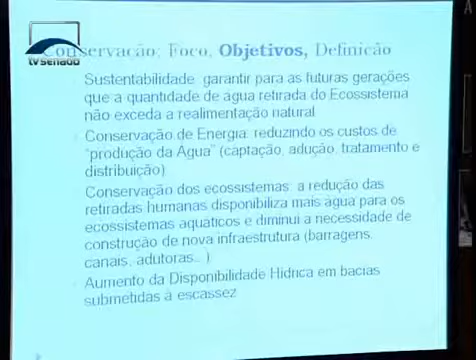 Conservação: Foco, Objetivos, Definição
tv senado
Sustentabilidade garantir para as futuras gerações
que a quantidade de água retirada do Ecossistema
não exceda a realimentação natural
Conservação de Energia: reduzindo os custos de
"produção da Agua" (captação, adução, tratamento e
distribuição)
Conservação dos ecossistemas: a redução das
retiradas humanas disponibiliza mais água para os
ecossistemas aquáticos e diminui a necessidade de
construção de nova infraestrutura (barragens,
canais, adutoras...)
Aumento da Disponibilidade Hídrica em bacias
submetidas à escassez